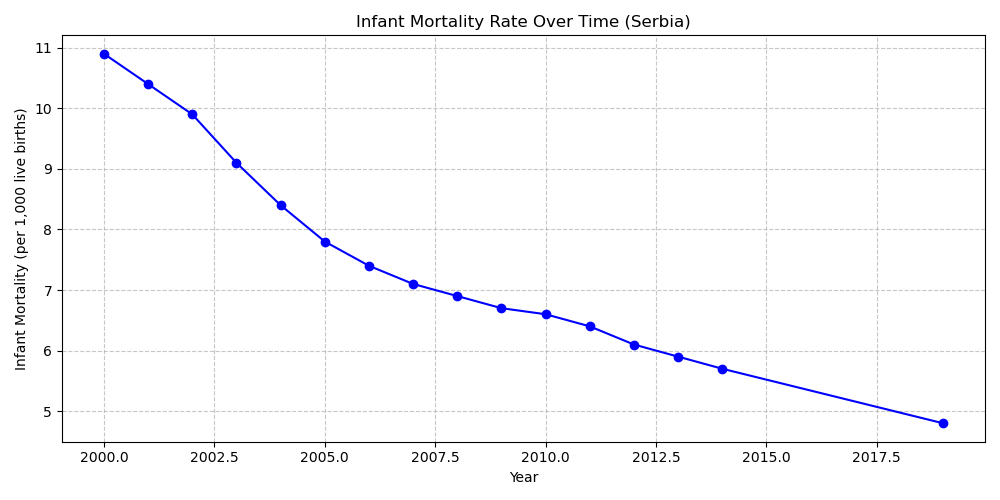 Infant Mortality Rate Over Time (Serbia)
Infant Mortality (per 1,000 live births)
11
10
9
8
7
6
5
2000.0 2002.5 2005.0 2007.5 2010.0 2012.5 2015.0 2017.5
Year